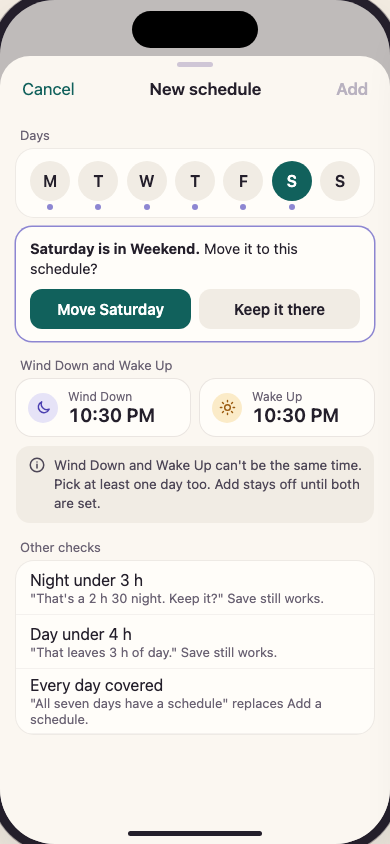 Cancel New schedule Add
Days
M T W T F S S
Saturday is in Weekend. Move it to this
schedule?
Move Saturday Keep it there
Wind Down and Wake Up
Wind Down Wake Up
10:30 PM 10:30 PM
Wind Down and Wake Up can't be the same time.
Pick at least one day too. Add stays off until both
are set.
Other checks
Night under 3 h
"That's a 2 h 30 night. Keep it?" Save still works.
Day under 4 h
"That leaves 3 h of day." Save still works.
Every day covered
"All seven days have a schedule" replaces Add a
schedule.